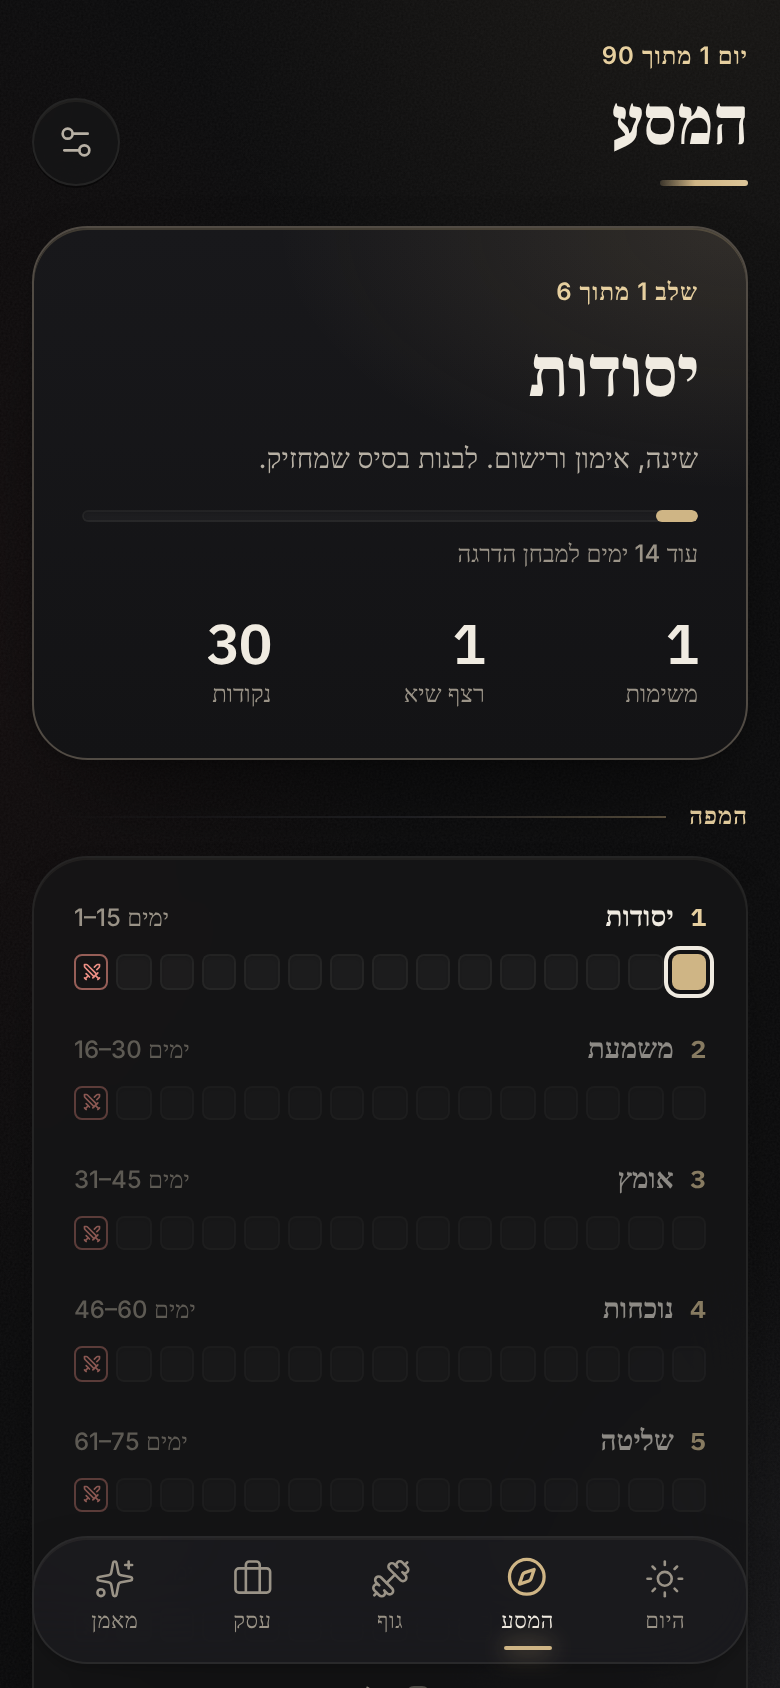 יום 1 מתוך 90
המסע
שלב 1 מתוך 6
יסודות
שינה, אימון ורישום. לבנות בסיס שמחזיק.
עוד 14 ימים למבחן הדרגה
1 1 30
משימות רצף שיא נקודות
המפה
1 יסודות ימים 1–15
2 משמעת ימים 16–30
3 אומץ ימים 31–45
4 נוכחות ימים 46–60
5 שליטה ימים 61–75
היום המסע גוף עסק מאמן